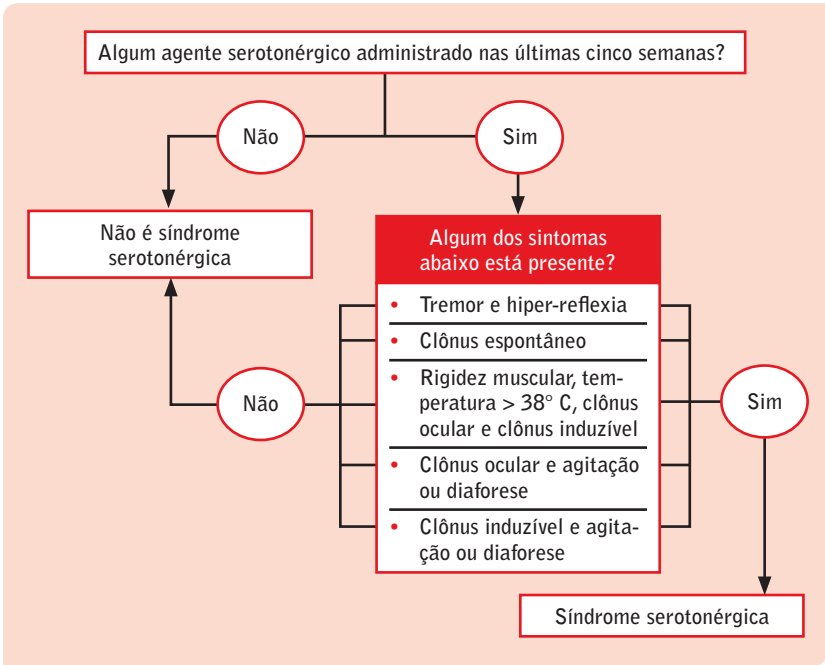 Algum agente serotonérgico administrado nas últimas cinco semanas?
Não
Sim
Não é síndrome
serotonérgica
Algum dos sintomas
abaixo está presente?
• Tremor e hiper-reflexia
• Clônus espontâneo
• Rigidez muscular, tem-
peratura > 38° C, clônus
ocular e clônus induzível
• Clônus ocular e agitação
ou diaforese
• Clônus induzível e agita-
ção ou diaforese
Não
Sim
Síndrome serotonérgica